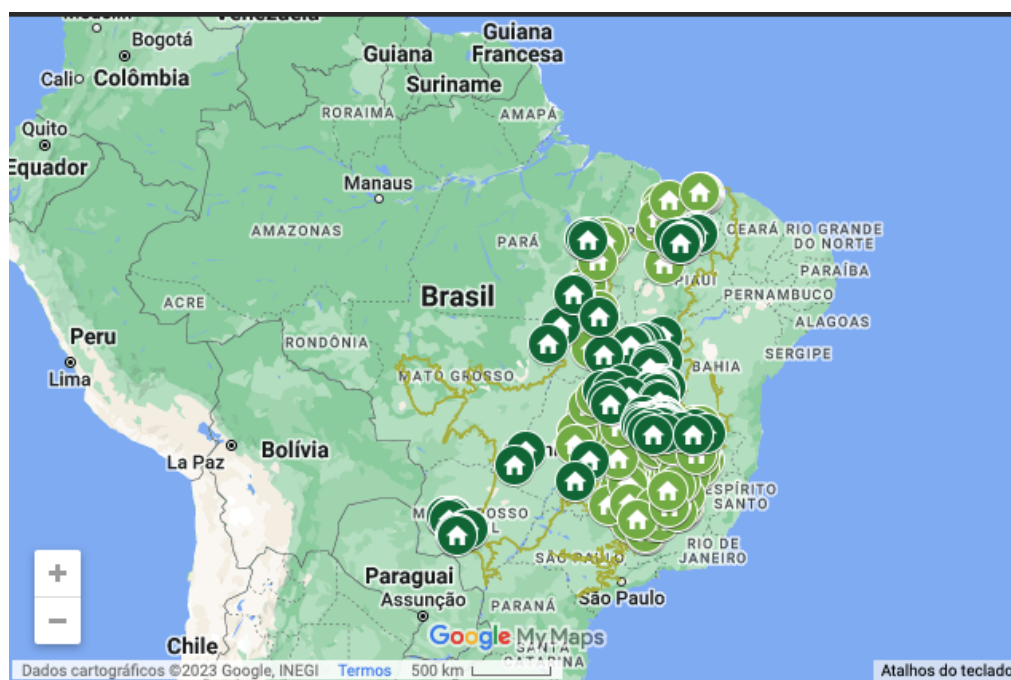 Bogotá
Cali
Colômbia
Guiana
Guiana
Francesa
Suriname
RORAIMA
AMAPÁ
Quito
Equador
Manaus
AMAZONAS
PARÁ
CEARÁ
RIO GRANDE
DO NORTE
PARAÍBA
PIAUÍ
PERNAMBUCO
Brasil
ACRE
ALAGOAS
Peru
RONDÔNIA
SERGIPE
Lima
MATO GROSSO
BAHIA
Bolívia
La Paz
ESPÍRITO
SANTO
RIO DE
JANEIRO
SÃO PAULO
Paraguai
Assunção
São Paulo
PARANÁ
Google My Maps
Chile
SANTA
CATARINA
Dados cartográficos ©2023 Google, INEGI
Termos
500 km
Atalhos do teclado